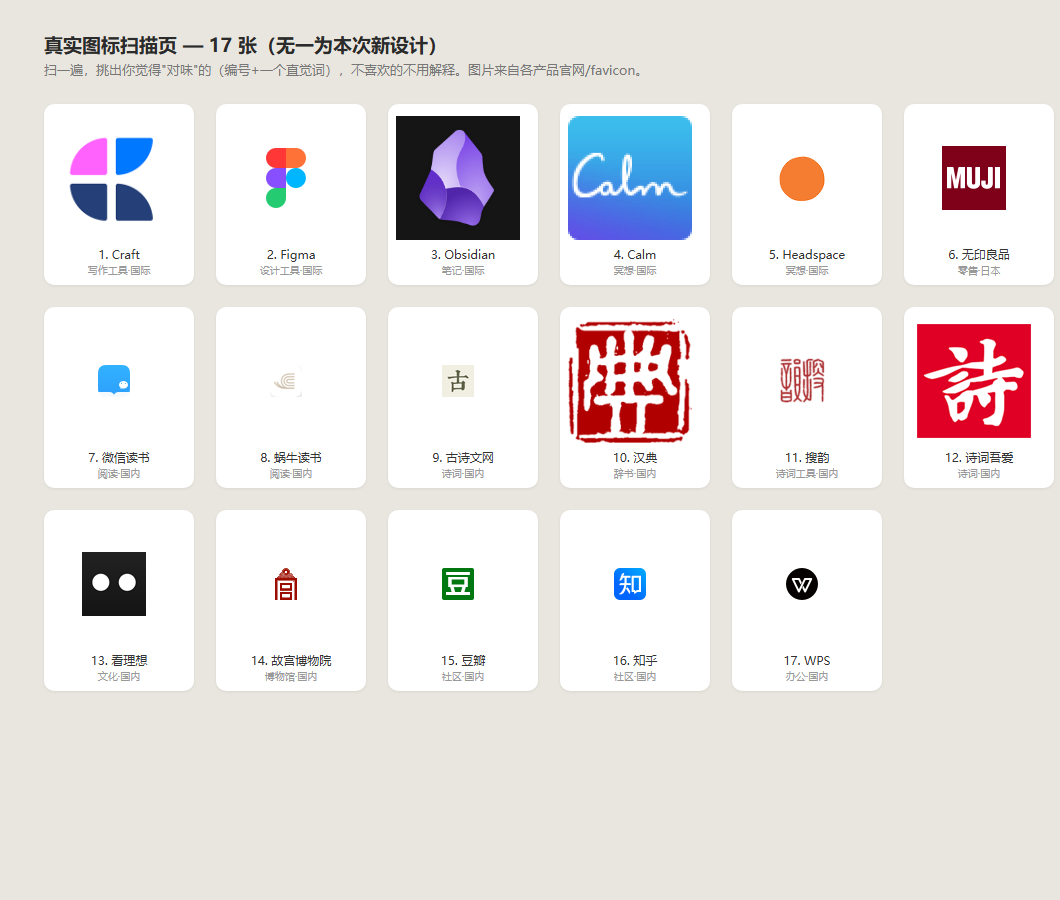 真实图标扫描页 — 17 张（无一为本次新设计）
扫一遍，挑出你觉得"对味"的（编号+一个直觉词），不喜欢的不用解释。图片来自各产品官网/favicon。
Calm
MUJI
1. Craft
写作工具·国际
2. Figma
设计工具·国际
3. Obsidian
笔记·国际
4. Calm
冥想·国际
5. Headspace
冥想·国际
6. 无印良品
零售·日本
古
典
詩
7. 微信读书
阅读·国内
8. 蜗牛读书
阅读·国内
9. 古诗文网
诗词·国内
10. 汉典
辞书·国内
11. 搜韵
诗词工具·国内
12. 诗词吾爱
诗词·国内
宫
豆
知
W
13. 看理想
文化·国内
14. 故宫博物院
博物馆·国内
15. 豆瓣
社区·国内
16. 知乎
社区·国内
17. WPS
办公·国内